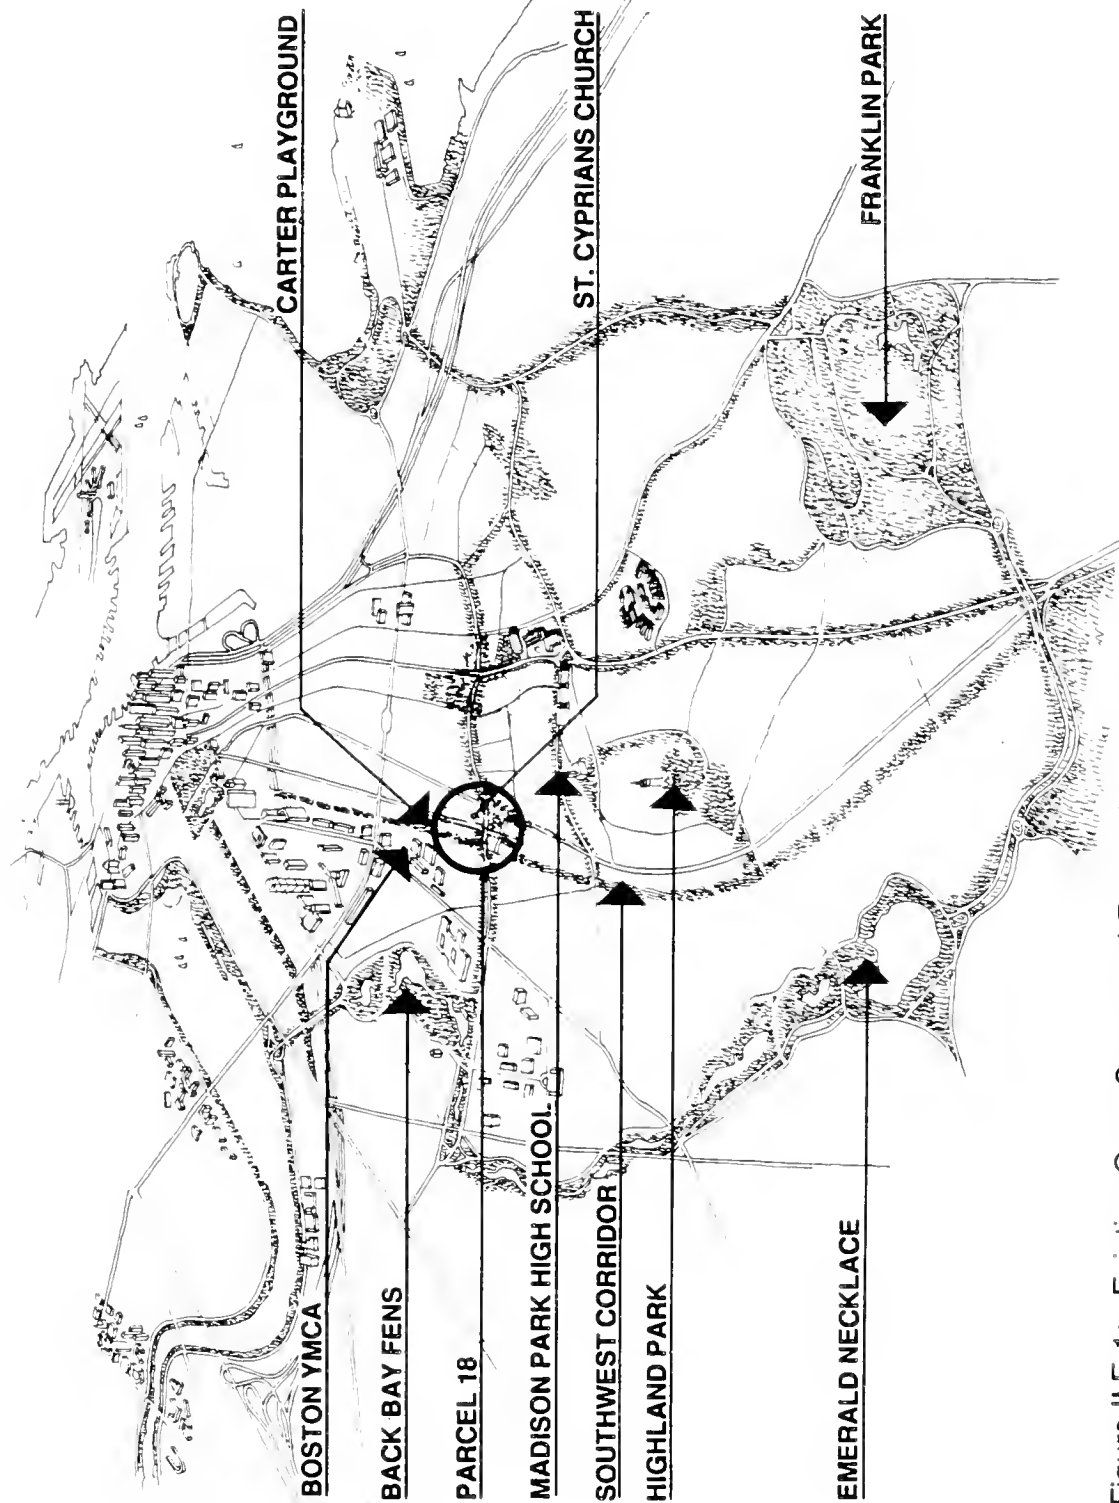 CARTER PLAYGROUND
ST. CYPRIANS CHURCH
FRANKLIN PARK
BOSTON YMCA
BACK BAY FENS
PARCEL 18
MADISON PARK HIGH SCHOOL
SOUTHWEST CORRIDOR
HIGHLAND PARK
EMERALD NECKLACE